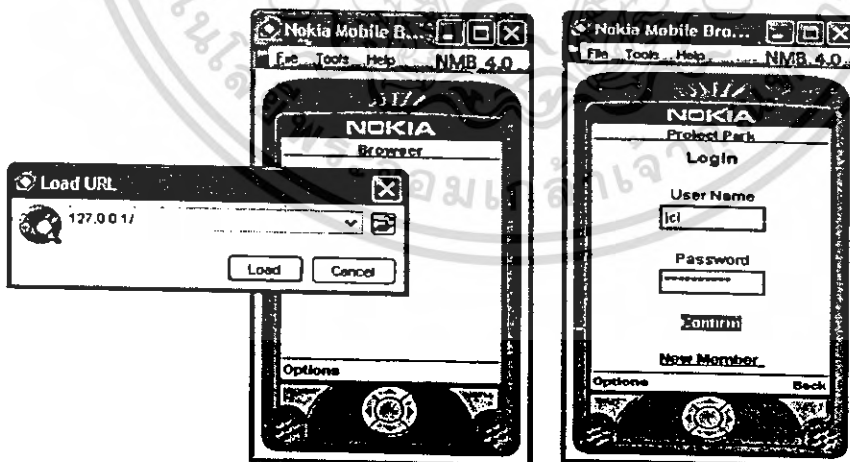 Nokia Mobile B...
File Tools Help NMB 4.0
NOKIA
Browser
Load URL
127.0.0.1/
Load Cancel
Options
Nokia Mobile Bro...
File Tools Help NMB 4.0
NOKIA
Project Park
Login
User Name
jcl
Password
**********
Confirm
New Member
Options Back